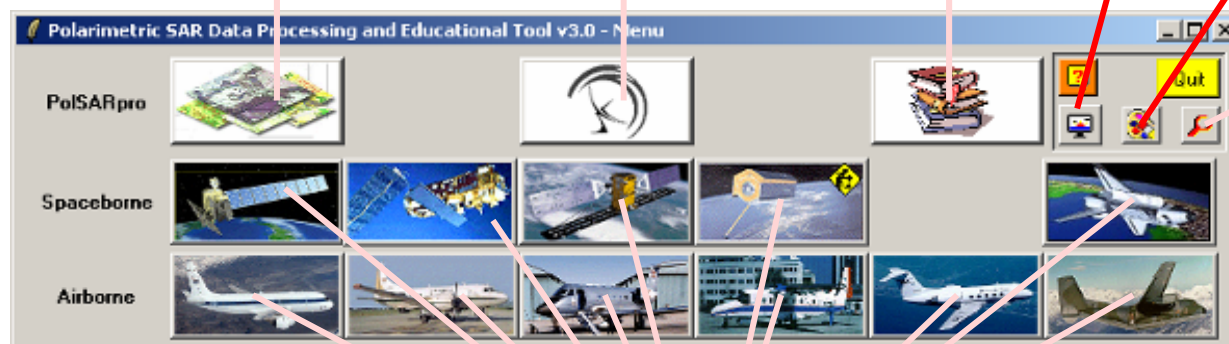 Polarimetric SAR Data Processing and Educational Tool v3.0 - Menu
PolSARpro
?
Quit
Spaceborne
Airborne